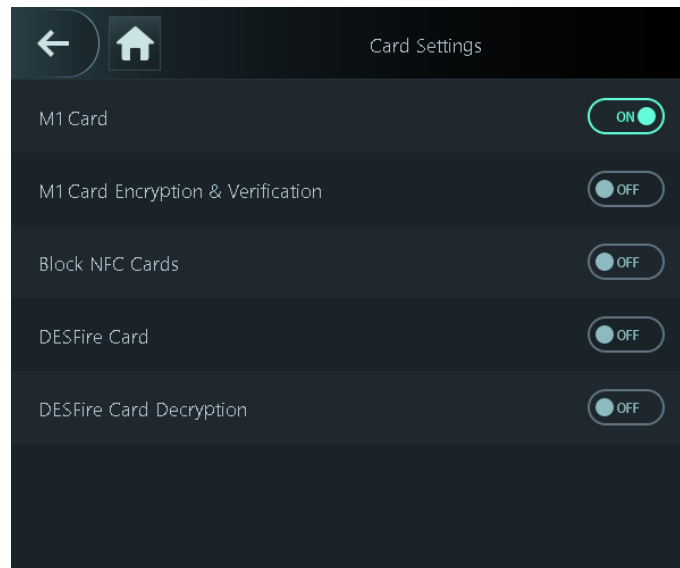 Card Settings
M1 Card
ON
M1 Card Encryption & Verification
OFF
Block NFC Cards
OFF
DESFire Card
OFF
DESFire Card Decryption
OFF